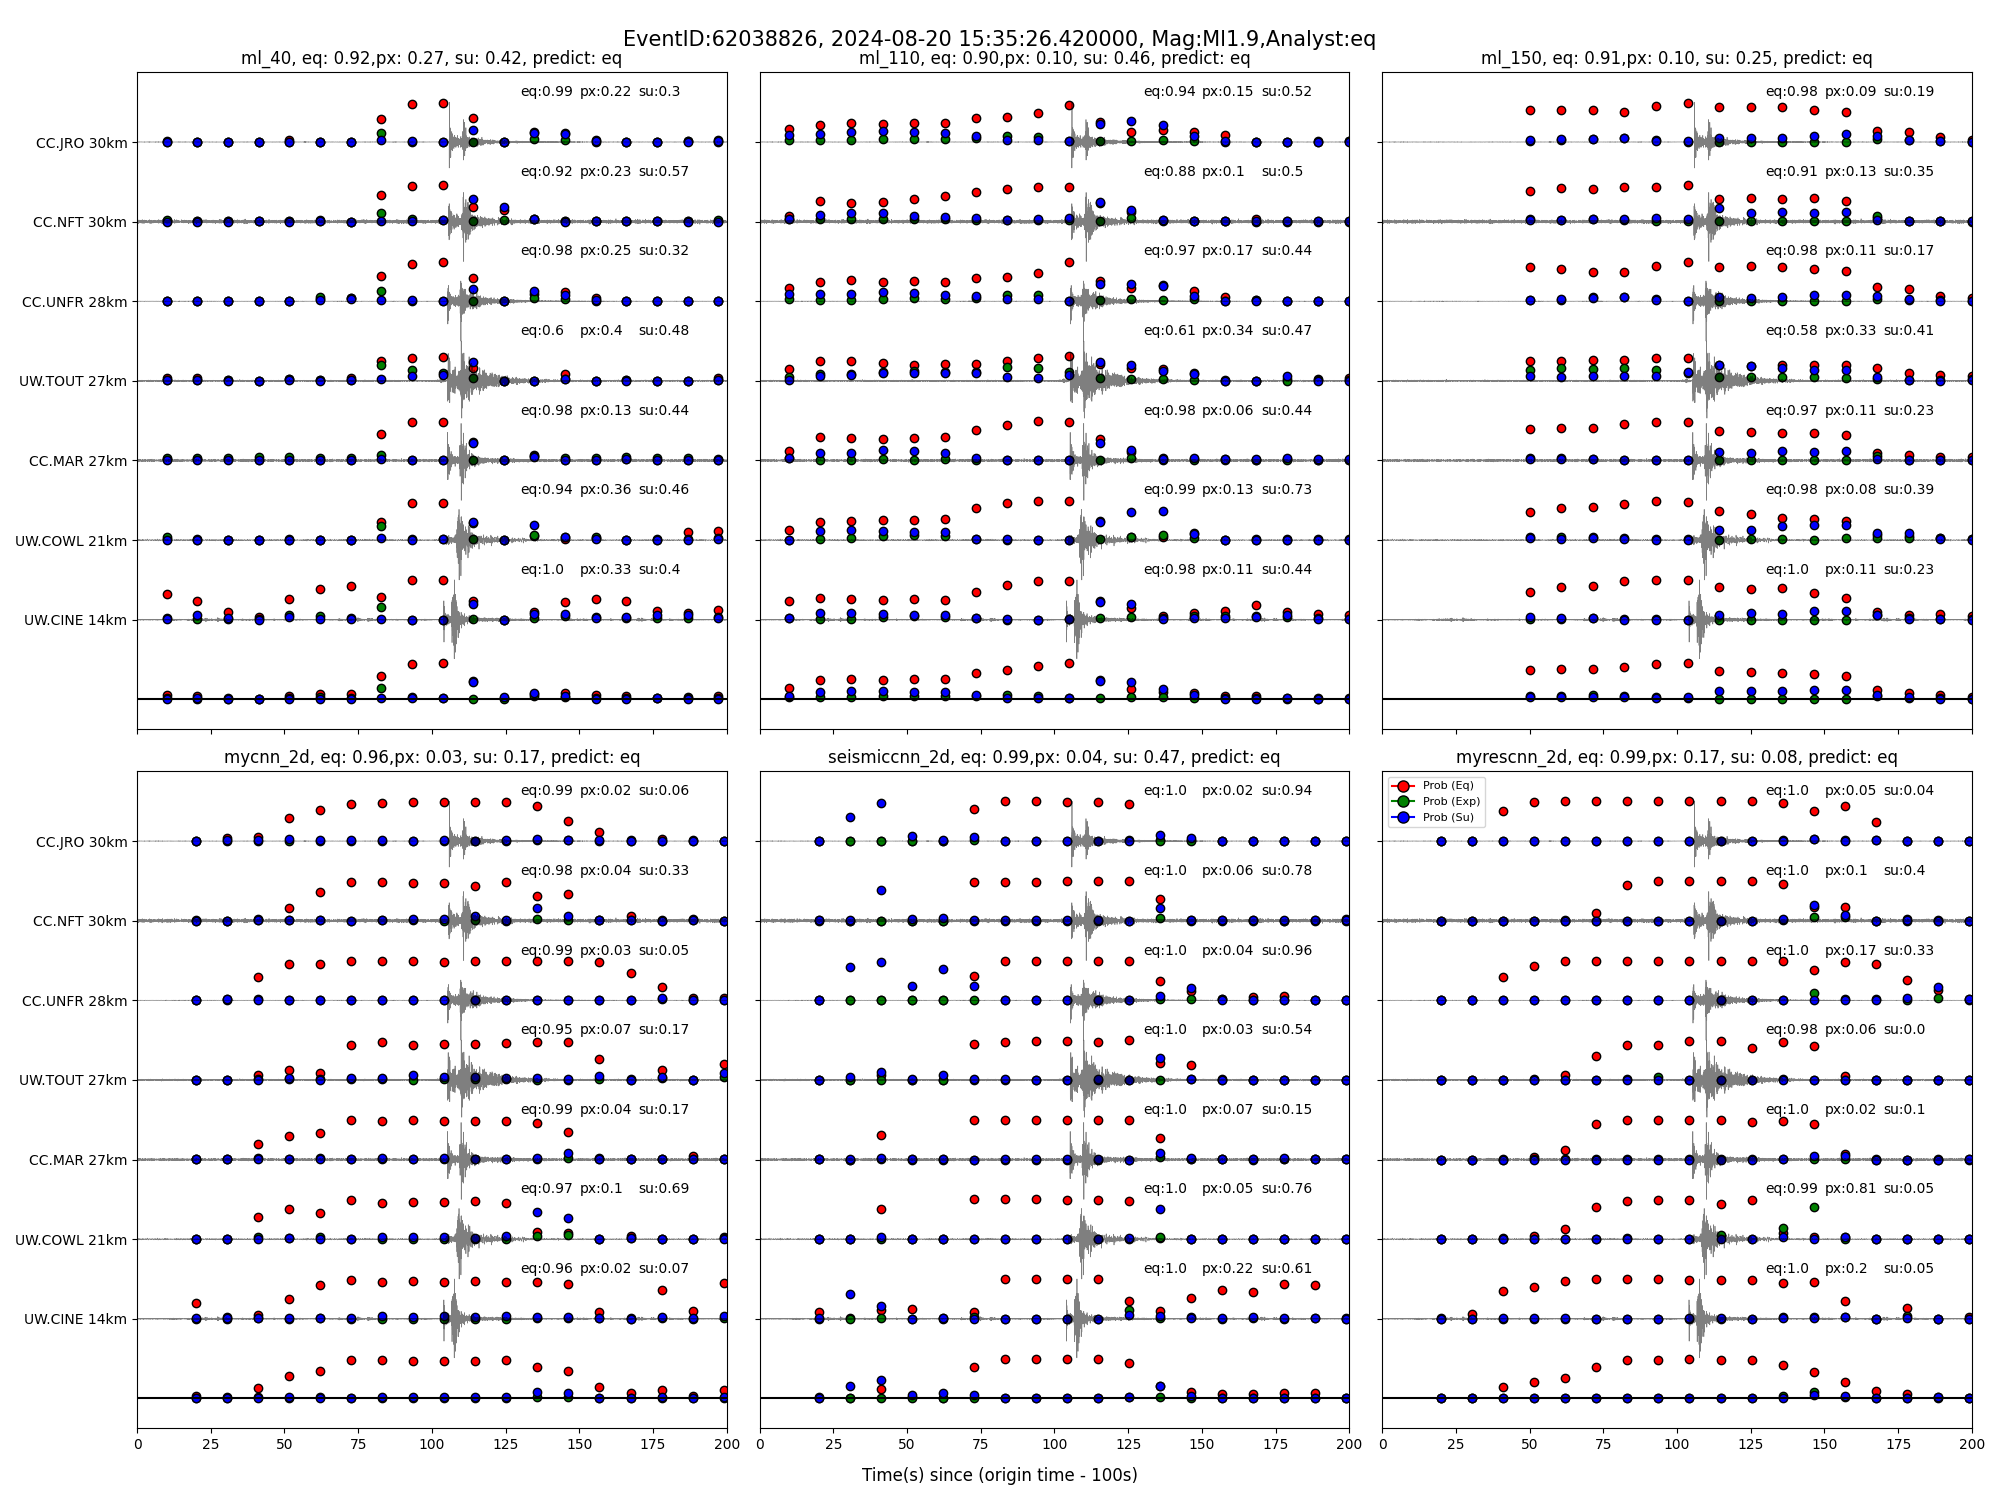 EventID:62038826, 2024-08-20 15:35:26.420000, Mag:Ml1.9,Analyst:eq
ml_40, eq: 0.92,px: 0.27, su: 0.42, predict: eq
CC.JRO 30km
eq:0.99 px:0.22 su:0.3
CC.NFT 30km
eq:0.92 px:0.23 su:0.57
CC.UNFR 28km
eq:0.98 px:0.25 su:0.32
UW.TOUT 27km
eq:0.6 px:0.4 su:0.48
CC.MAR 27km
eq:0.98 px:0.13 su:0.44
UW.COWL 21km
eq:0.94 px:0.36 su:0.46
UW.CINE 14km
eq:1.0 px:0.33 su:0.4
ml_110, eq: 0.90,px: 0.10, su: 0.46, predict: eq
eq:0.94 px:0.15 su:0.52
eq:0.88 px:0.1 su:0.5
eq:0.97 px:0.17 su:0.44
eq:0.61 px:0.34 su:0.47
eq:0.98 px:0.06 su:0.44
eq:0.99 px:0.13 su:0.73
eq:0.98 px:0.11 su:0.44
ml_150, eq: 0.91,px: 0.10, su: 0.25, predict: eq
eq:0.98 px:0.09 su:0.19
eq:0.91 px:0.13 su:0.35
eq:0.98 px:0.11 su:0.17
eq:0.58 px:0.33 su:0.41
eq:0.97 px:0.11 su:0.23
eq:0.98 px:0.08 su:0.39
eq:1.0 px:0.11 su:0.23
mycnn_2d, eq: 0.96,px: 0.03, su: 0.17, predict: eq
CC.JRO 30km
eq:0.99 px:0.02 su:0.06
CC.NFT 30km
eq:0.98 px:0.04 su:0.33
CC.UNFR 28km
eq:0.99 px:0.03 su:0.05
UW.TOUT 27km
eq:0.95 px:0.07 su:0.17
CC.MAR 27km
eq:0.99 px:0.04 su:0.17
UW.COWL 21km
eq:0.97 px:0.1 su:0.69
UW.CINE 14km
eq:0.96 px:0.02 su:0.07
0 25 50 75 100 125 150 175 200
seismiccnn_2d, eq: 0.99,px: 0.04, su: 0.47, predict: eq
eq:1.0 px:0.02 su:0.94
eq:1.0 px:0.06 su:0.78
eq:1.0 px:0.04 su:0.96
eq:1.0 px:0.03 su:0.54
eq:1.0 px:0.07 su:0.15
eq:1.0 px:0.05 su:0.76
eq:1.0 px:0.22 su:0.61
0 25 50 75 100 125 150 175 200
myrescnn_2d, eq: 0.99,px: 0.17, su: 0.08, predict: eq
Prob (Eq)
Prob (Exp)
Prob (Su)
eq:1.0 px:0.05 su:0.04
eq:1.0 px:0.1 su:0.4
eq:1.0 px:0.17 su:0.33
eq:0.98 px:0.06 su:0.0
eq:1.0 px:0.02 su:0.1
eq:0.99 px:0.81 su:0.05
eq:1.0 px:0.2 su:0.05
0 25 50 75 100 125 150 175 200
Time(s) since (origin time - 100s)